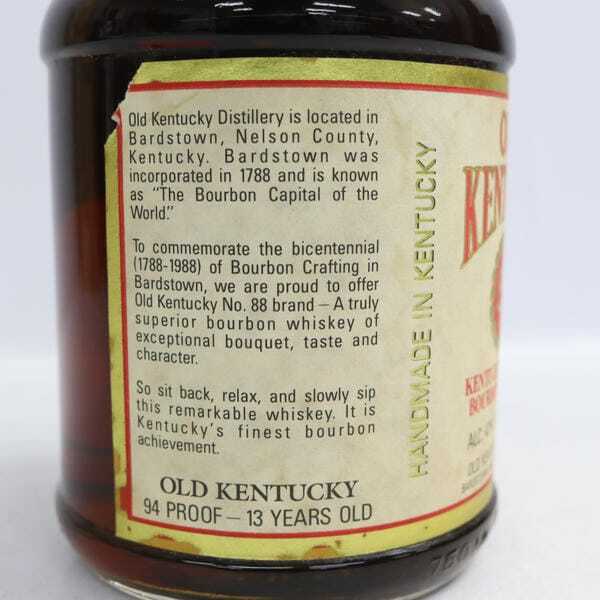 Old Kentucky Distillery is located in
Bardstown, Nelson County,
Kentucky. Bardstown was
incorporated in 1788 and is known
as "The Bourbon Capital of the
World."
To commemorate the bicentennial
(1788-1988) of Bourbon Crafting in
Bardstown, we are proud to offer
Old Kentucky No. 88 brand – A truly
superior bourbon whiskey of
exceptional bouquet, taste and
character.
So sit back, relax, and slowly sip
this remarkable whiskey. It is
Kentucky's finest bourbon
achievement.
OLD KENTUCKY
94 PROOF – 13 YEARS OLD
HANDMADE IN KENTUCKY